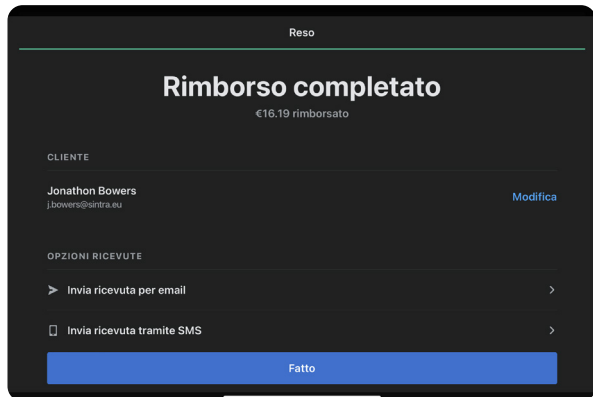 Reso
Rimborso completato
€16.19 rimborsato
CLIENTE
Jonathon Bowers
j.bowers@sintra.eu
Modifica
OPZIONI RICEVUTE
Invia ricevuta per email
Invia ricevuta tramite SMS
Fatto